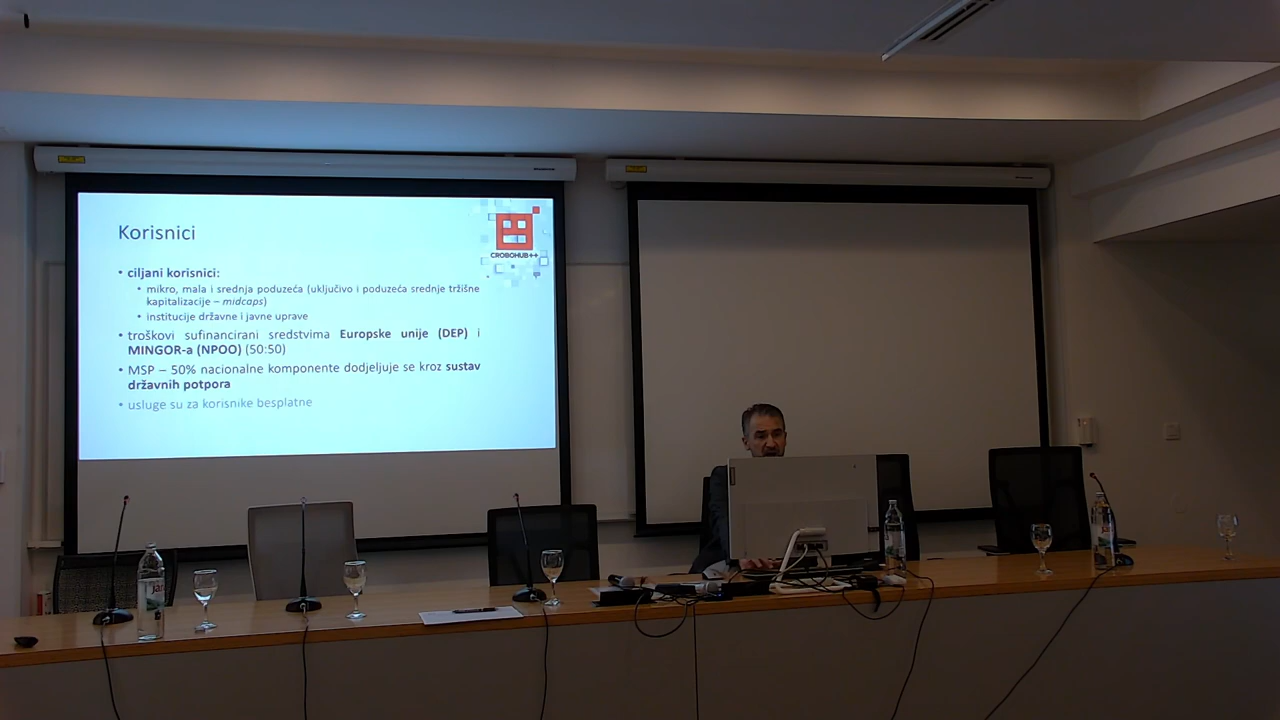 Korisnici
CROBOHUB++
• ciljani korisnici:
• mikro, mala i srednja poduzeća (uključivo i poduzeća srednje tržišne
kapitalizacije – midcaps)
• institucije državne i javne uprave
• troškovi sufinancirani sredstvima Europske unije (DEP) i
MINGOR-a (NPOO) (50:50)
• MSP – 50% nacionalne komponente dodjeljuje se kroz sustav
državnih potpora
• usluge su za korisnike besplatne